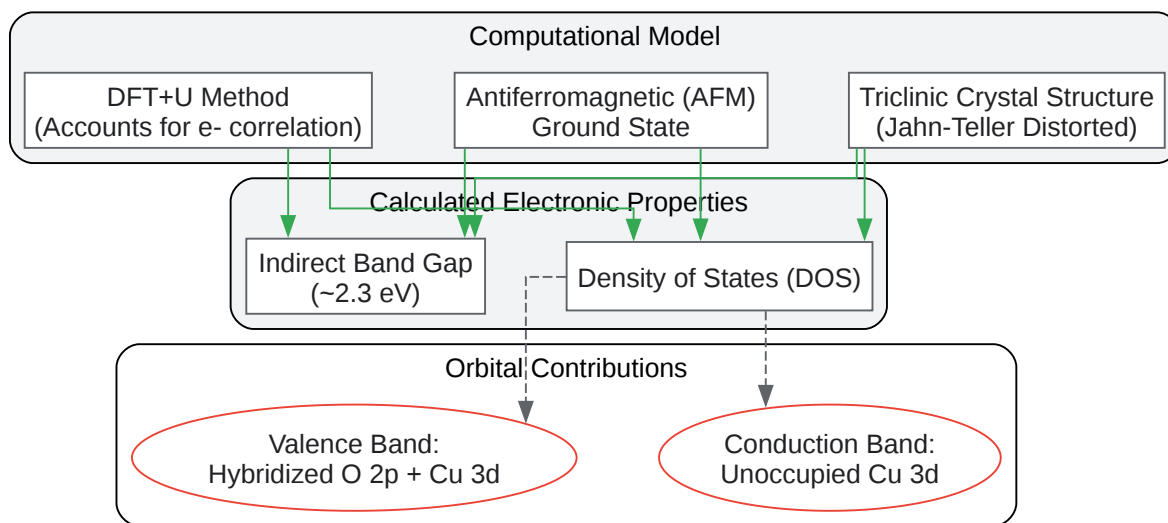 Computational Model
DFT+U Method
(Accounts for e- correlation)
Antiferromagnetic (AFM)
Ground State
Triclinic Crystal Structure
(Jahn-Teller Distorted)
Calculated Electronic Properties
Indirect Band Gap
(~2.3 eV)
Density of States (DOS)
Orbital Contributions
Valence Band:
Hybridized O 2p + Cu 3d
Conduction Band:
Unoccupied Cu 3d